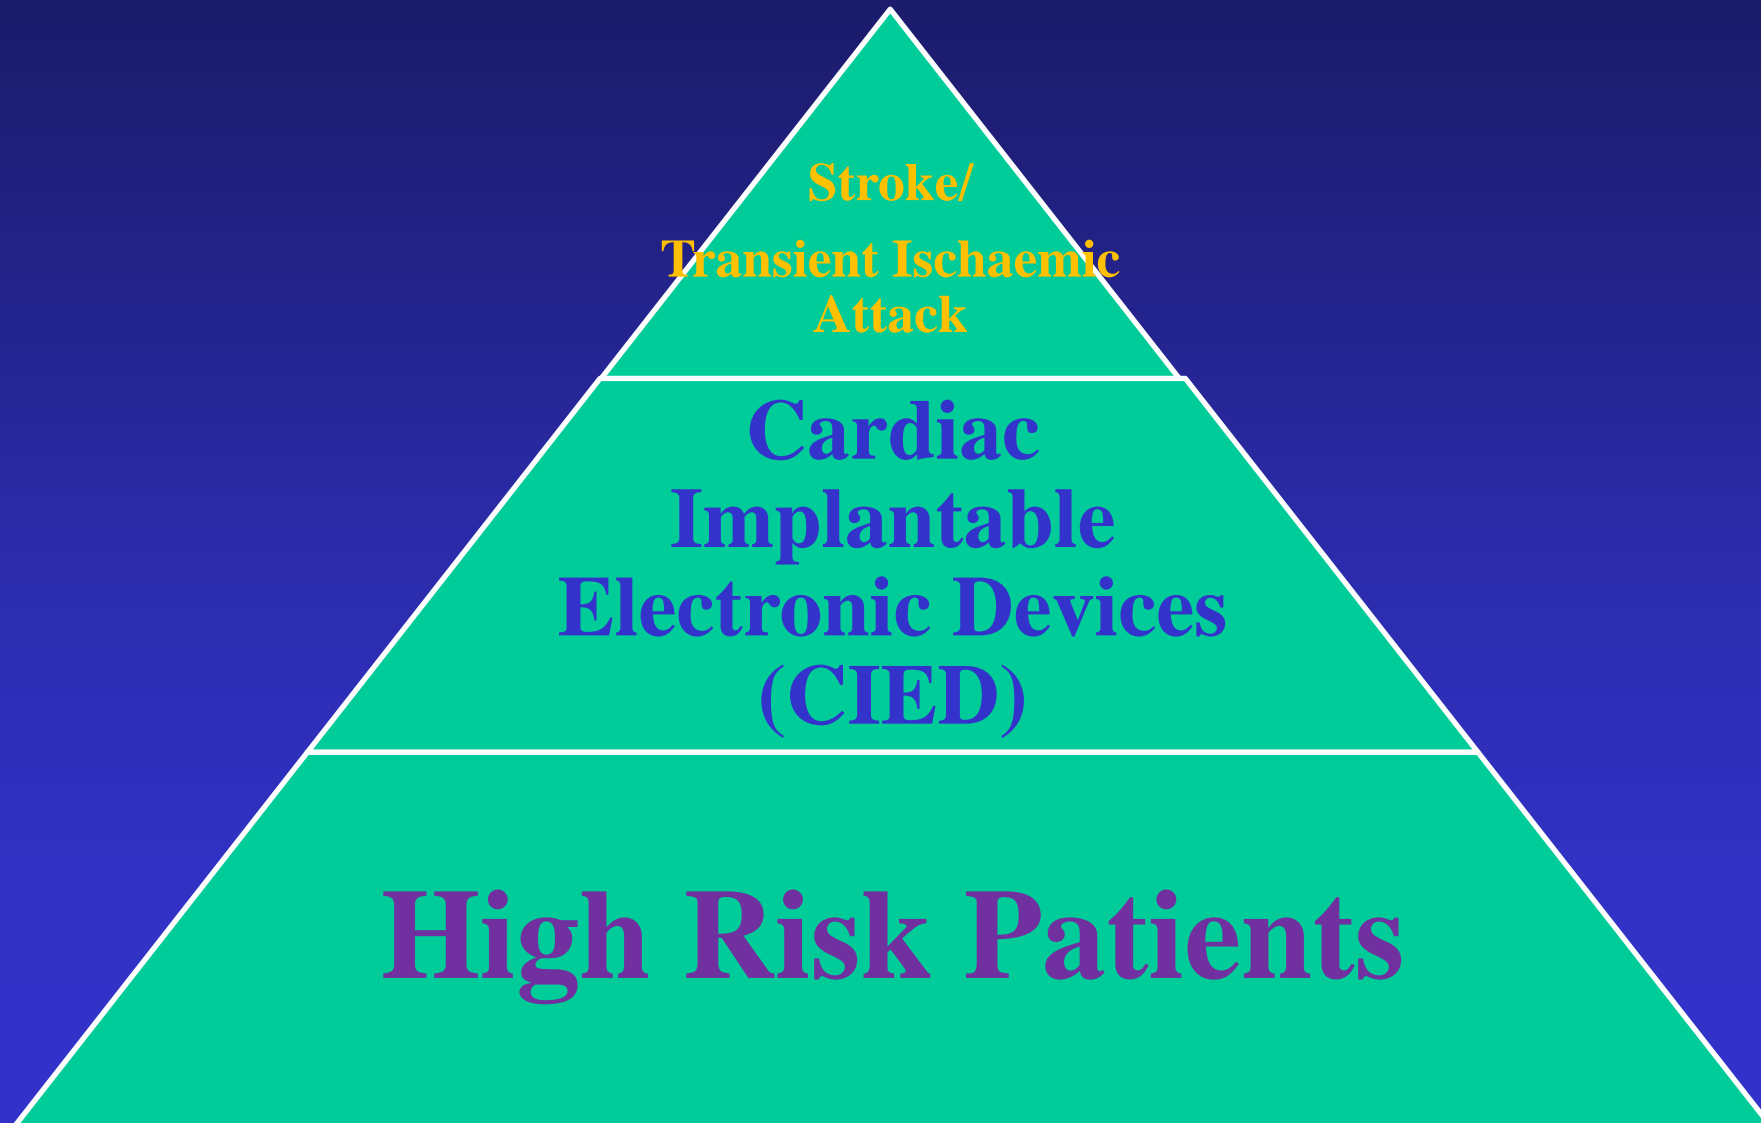 Stroke/
Transient Ischaemic
Attack
Cardiac
Implantable
Electronic Devices
(CIED)
High Risk Patients